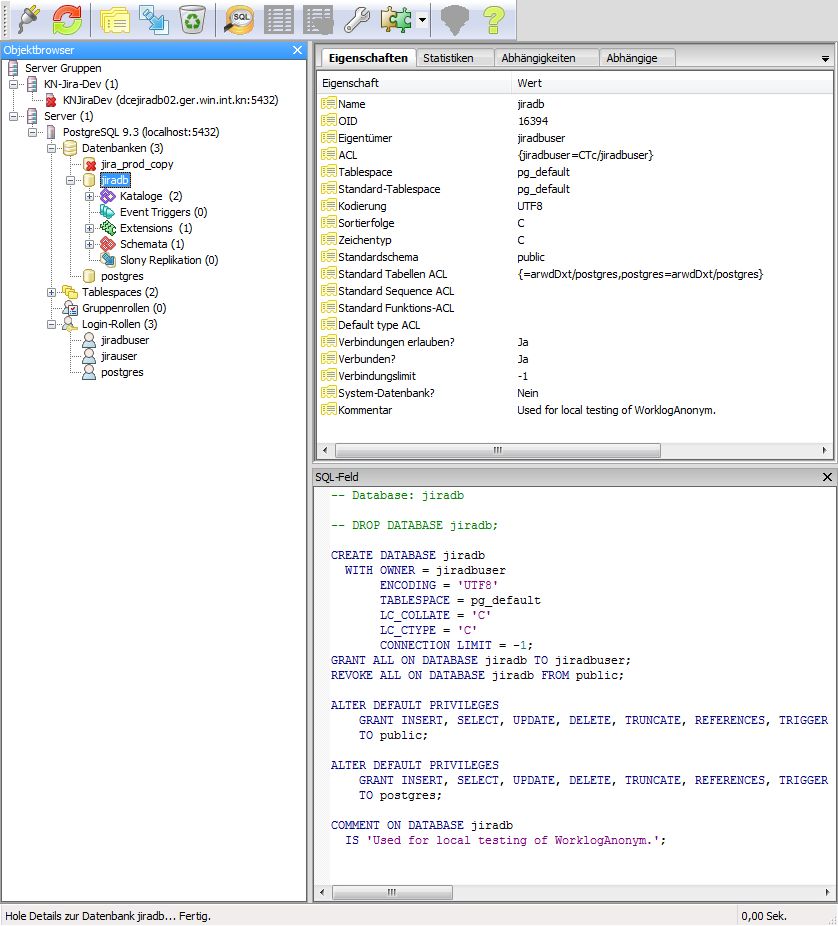 SQL
Objektbrowser
Server Gruppen
KN-Jira-Dev (1)
KNJiraDev (dcejiradb02.ger.win.int.kn:5432)
Server (1)
PostgreSQL 9.3 (localhost:5432)
Datenbanken (3)
jira_prod_copy
jiradb
Kataloge (2)
Event Triggers (0)
Extensions (1)
Schemata (1)
Slony Replikation (0)
postgres
Tablespaces (2)
Gruppenrollen (0)
Login-Rollen (3)
jiradbuser
jirauser
postgres
Eigenschaften Statistiken Abhängigkeiten Abhängige
Eigenschaft Wert
Name jiradb
OID 16394
Eigentümer jiradbuser
ACL {jiradbuser=CTc/jiradbuser}
Tablespace pg_default
Standard-Tablespace pg_default
Kodierung UTF8
Sortierfolge C
Zeichentyp C
Standardschema public
Standard Tabellen ACL {=arwdDxt/postgres,postgres=arwdDxt/postgres}
Standard Sequence ACL
Standard Funktions-ACL
Default type ACL
Verbindungen erlauben? Ja
Verbunden? Ja
Verbindungslimit -1
System-Datenbank? Nein
Kommentar Used for local testing of WorklogAnonym.
SQL-Feld
-- Database: jiradb
-- DROP DATABASE jiradb;
CREATE DATABASE jiradb
WITH OWNER = jiradbuser
ENCODING = 'UTF8'
TABLESPACE = pg_default
LC_COLLATE = 'C'
LC_CTYPE = 'C'
CONNECTION LIMIT = -1;
GRANT ALL ON DATABASE jiradb TO jiradbuser;
REVOKE ALL ON DATABASE jiradb FROM public;
ALTER DEFAULT PRIVILEGES
GRANT INSERT, SELECT, UPDATE, DELETE, TRUNCATE, REFERENCES, TRIGGER
TO public;
ALTER DEFAULT PRIVILEGES
GRANT INSERT, SELECT, UPDATE, DELETE, TRUNCATE, REFERENCES, TRIGGER
TO postgres;
COMMENT ON DATABASE jiradb
IS 'Used for local testing of WorklogAnonym.';
Hole Details zur Datenbank jiradb... Fertig. 0,00 Sek.